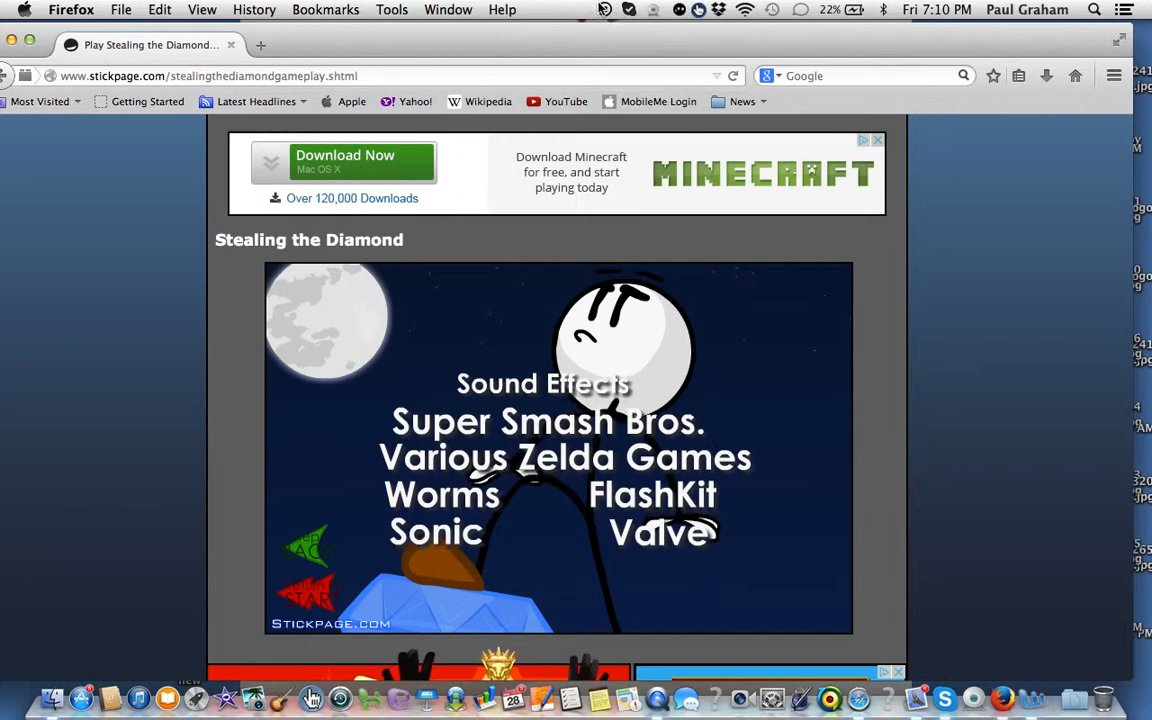 Firefox File Edit View History Bookmarks Tools Window Help 22% Fri 7:10 PM Paul Graham
Play Stealing the Diamond...
www.stickpage.com/stealingthediamondgameplay.shtml Google
Most Visited Getting Started Latest Headlines Apple Yahoo! Wikipedia YouTube MobileMe Login News
Download Now
Mac OS X
Over 120,000 Downloads
Download Minecraft
for free, and start
playing today
MINECRAFT
Stealing the Diamond
Sound Effects
Super Smash Bros.
Various Zelda Games
Worms FlashKit
Sonic Valve
START
STICKPAGE.COM